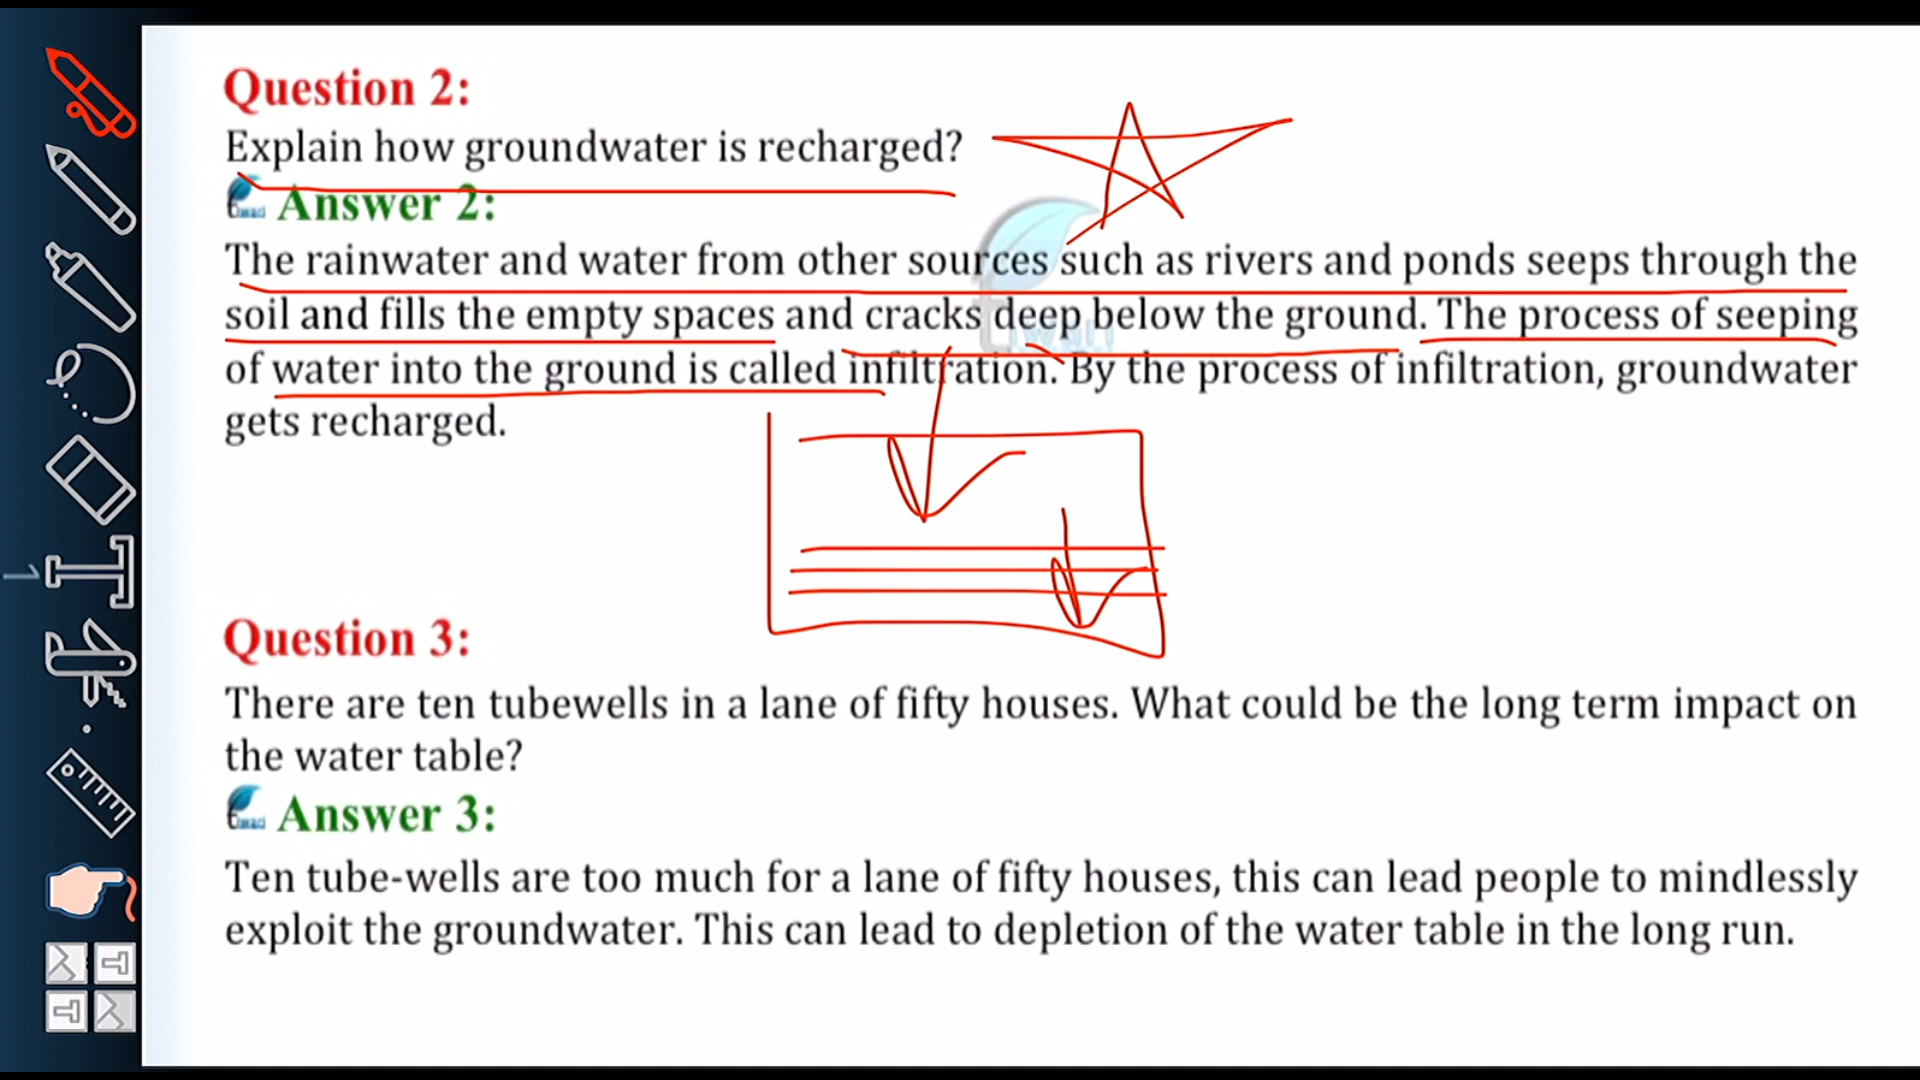 Question 2:
Explain how groundwater is recharged?
Answer 2:
The rainwater and water from other sources such as rivers and ponds seeps through the
soil and fills the empty spaces and cracks deep below the ground. The process of seeping
of water into the ground is called infiltration. By the process of infiltration, groundwater
gets recharged.
Question 3:
There are ten tubewells in a lane of fifty houses. What could be the long term impact on
the water table?
Answer 3:
Ten tube-wells are too much for a lane of fifty houses, this can lead people to mindlessly
exploit the groundwater. This can lead to depletion of the water table in the long run.